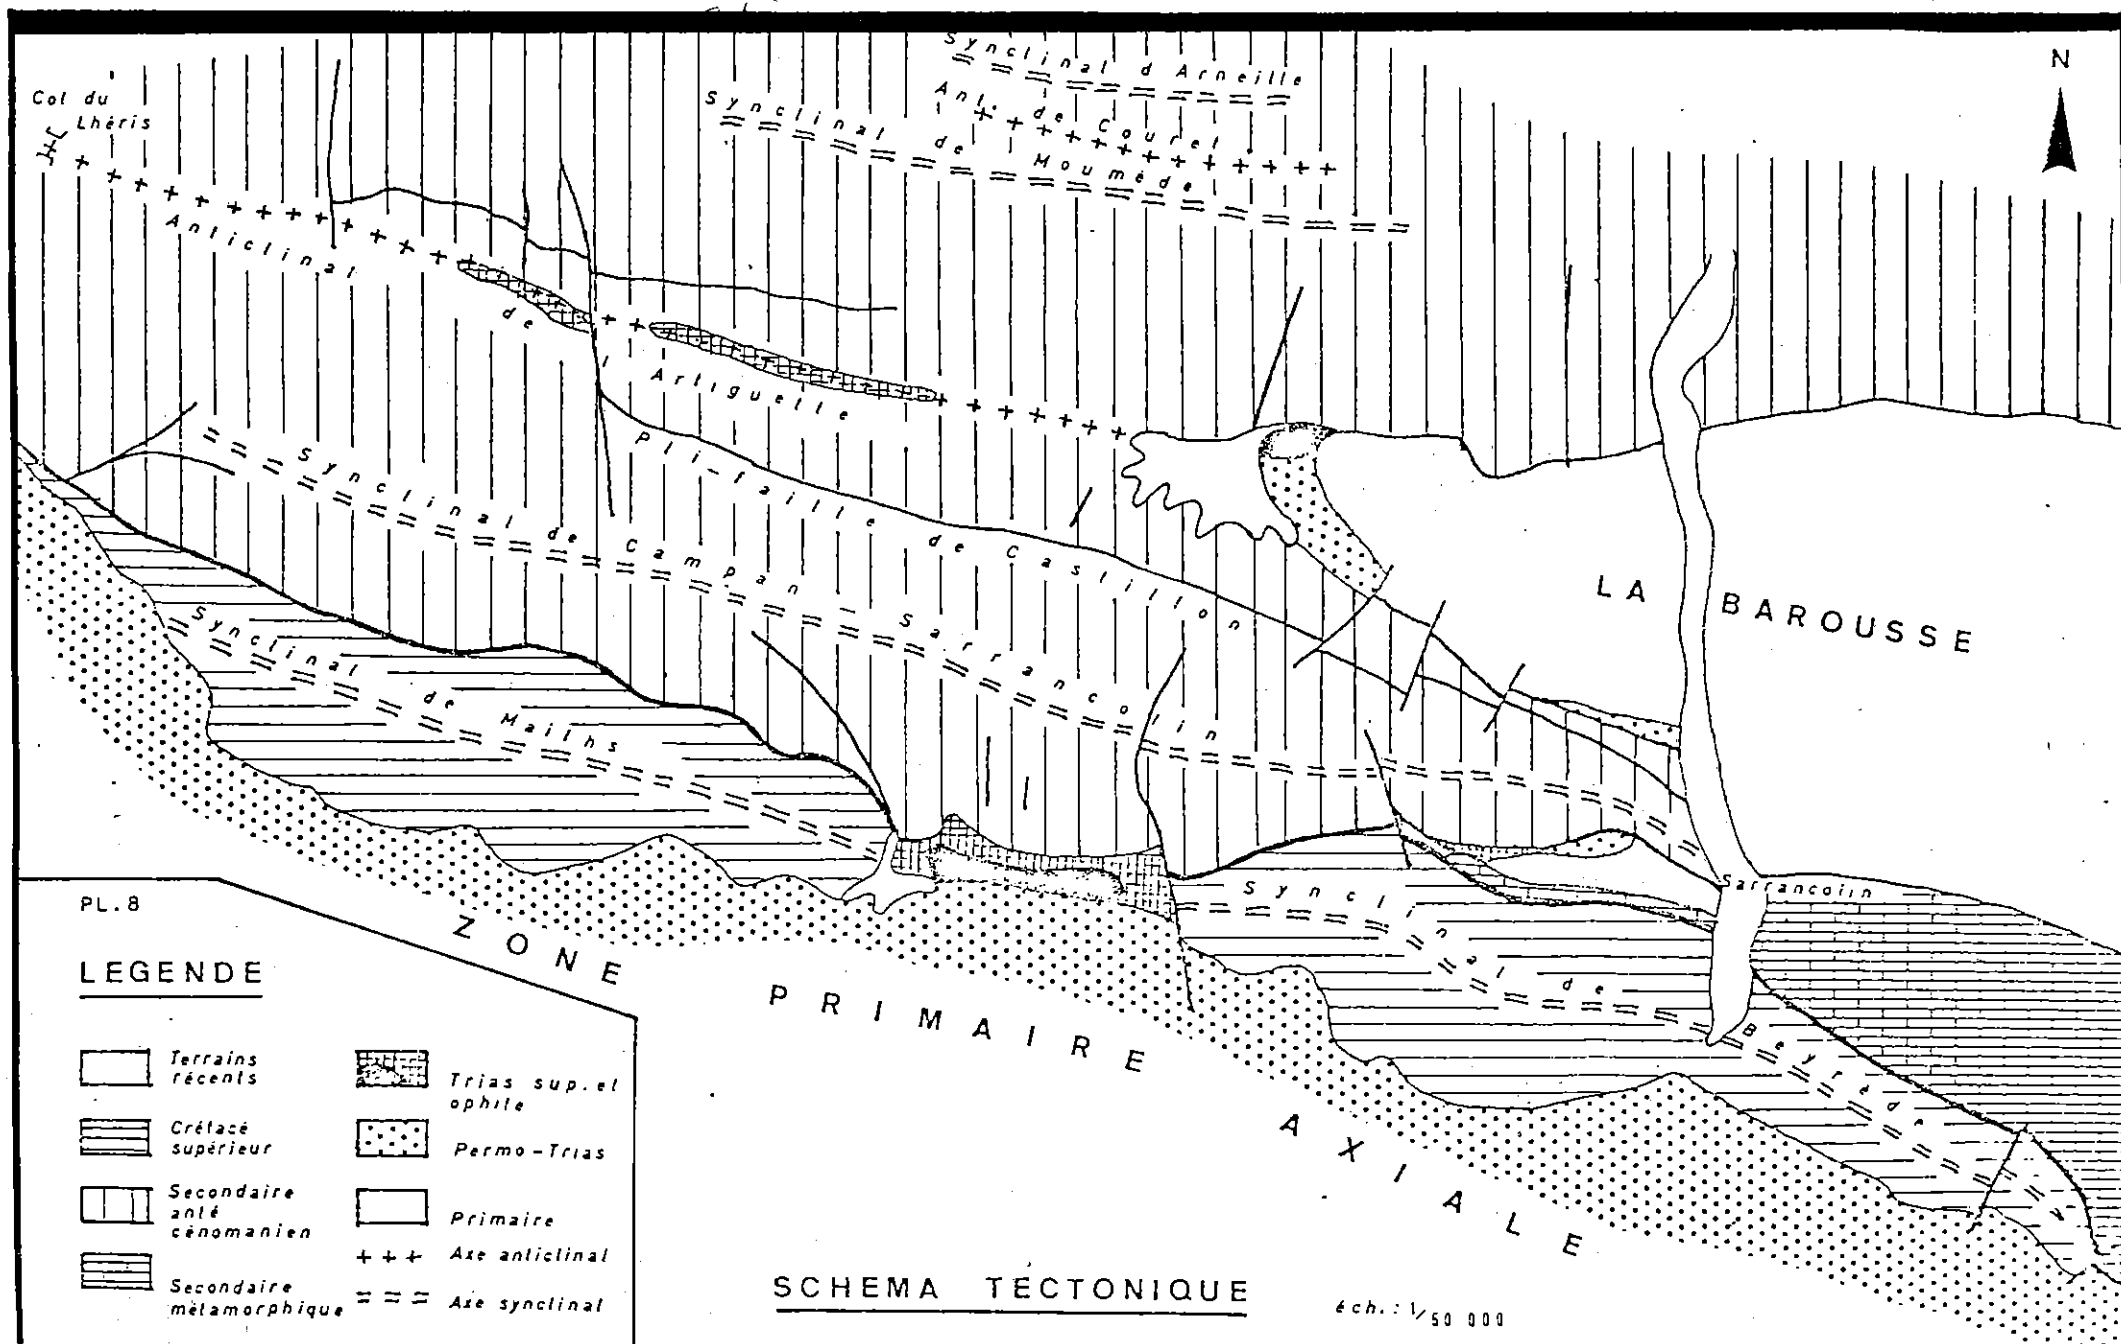 Synclinal d'Arneille
Ant. de Couret
Synclinal de Moumède
N
Col du
Lhéris
Anticlinal de l'Artiguelle
Pli-faille de Castillon
Synclinal de Campan - Sarrancolin
LA BAROUSSE
Synclinal de Mailhs
Sarrancolin
Synclinal de Beyrède
ZONE PRIMAIRE AXIALE
PL.8
LEGENDE
Terrains
récents
Crétacé
supérieur
Secondaire
anté
cénomanien
Secondaire
métamorphique
Trias sup. et
ophite
Permo-Trias
Primaire
+++ Axe anticlinal
=== Axe synclinal
SCHEMA TECTONIQUE
éch.: 1/50 000